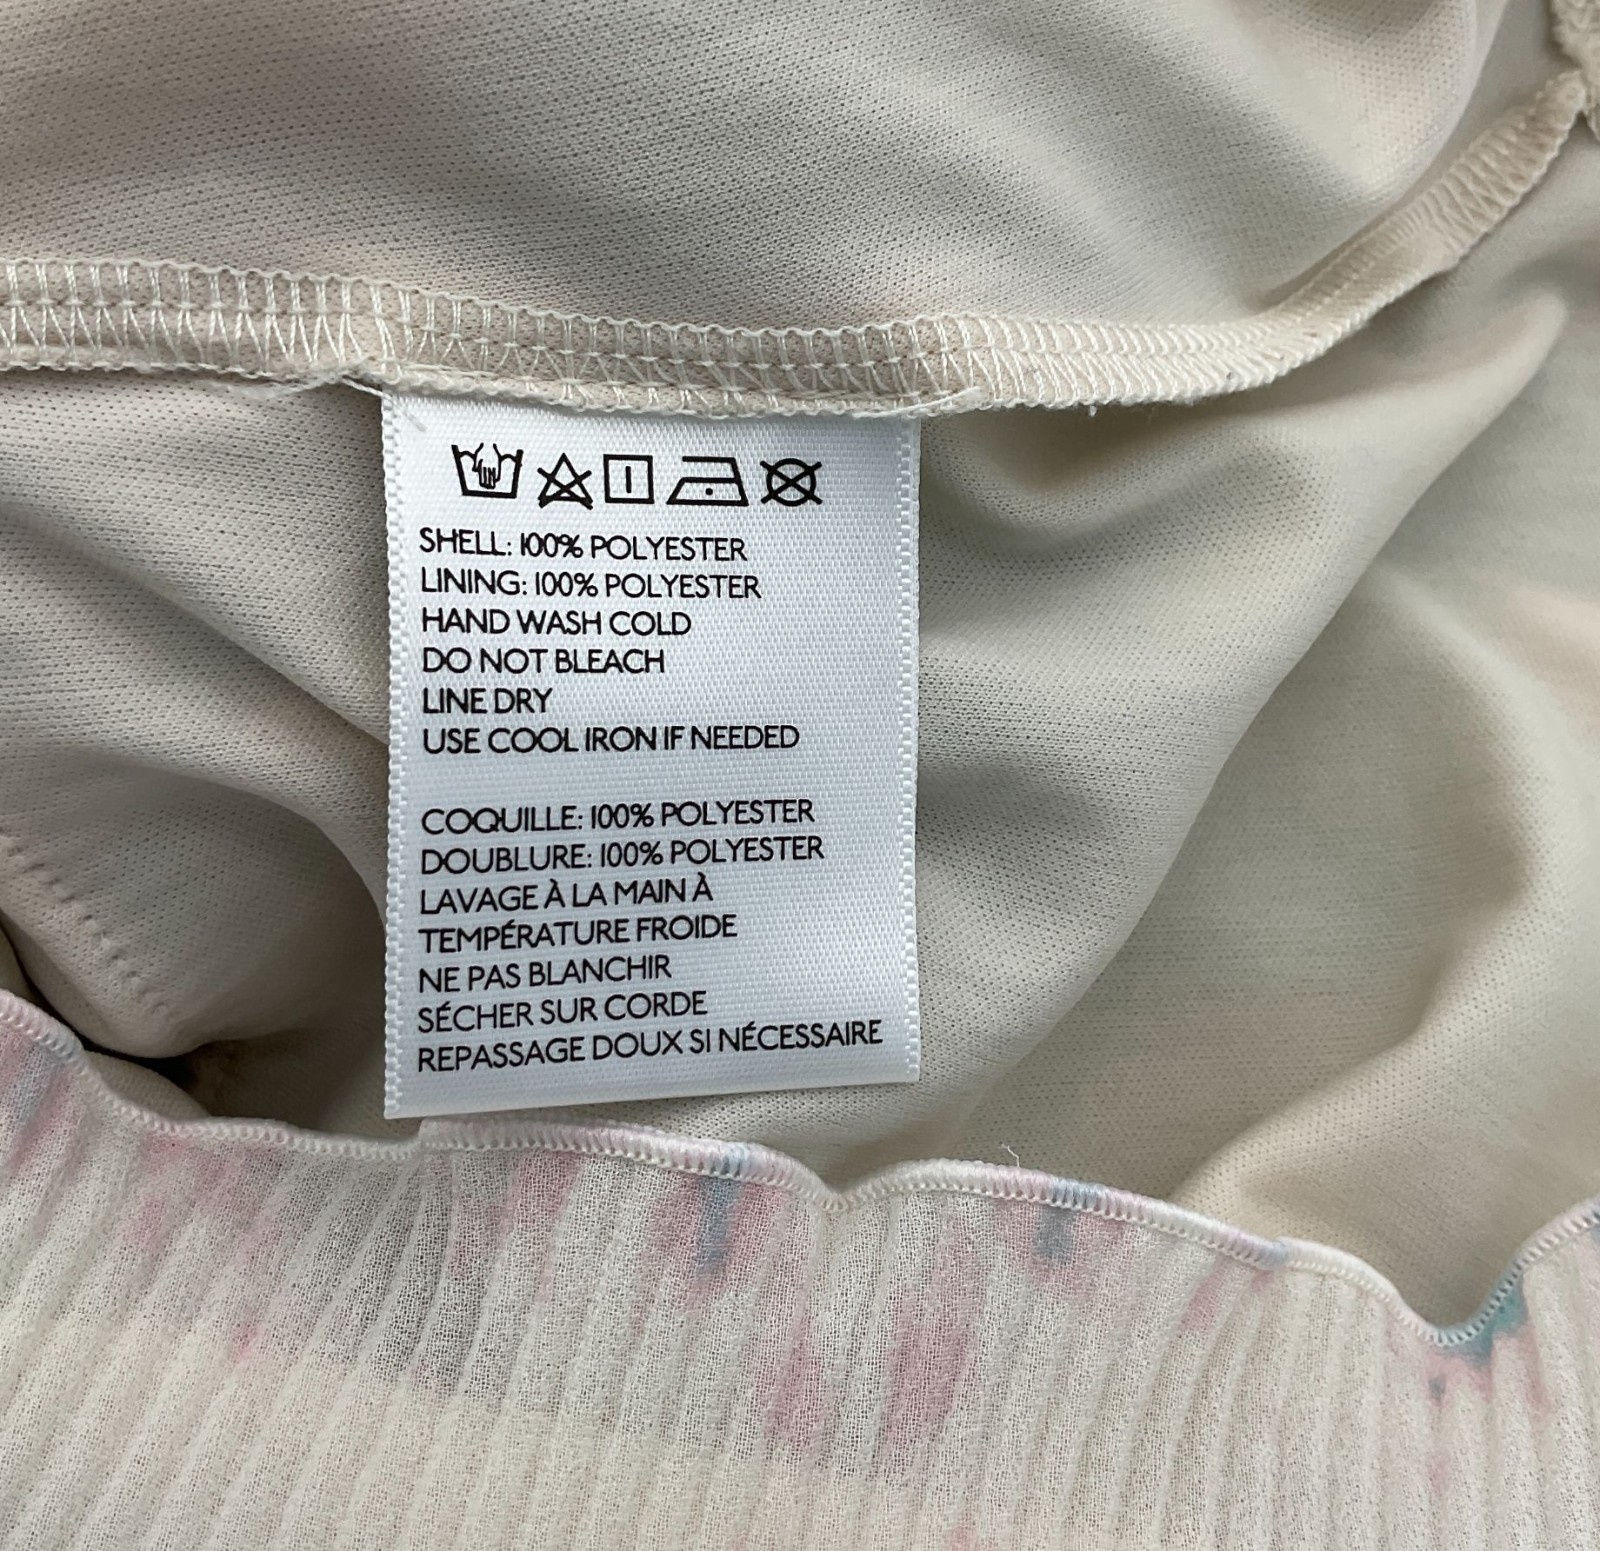 SHELL: 100% POLYESTER
LINING: 100% POLYESTER
HAND WASH COLD
DO NOT BLEACH
LINE DRY
USE COOL IRON IF NEEDED
COQUILLE: 100% POLYESTER
DOUBLURE: 100% POLYESTER
LAVAGE À LA MAIN À
TEMPÉRATURE FROIDE
NE PAS BLANCHIR
SÉCHER SUR CORDE
REPASSAGE DOUX SI NÉCESSAIRE